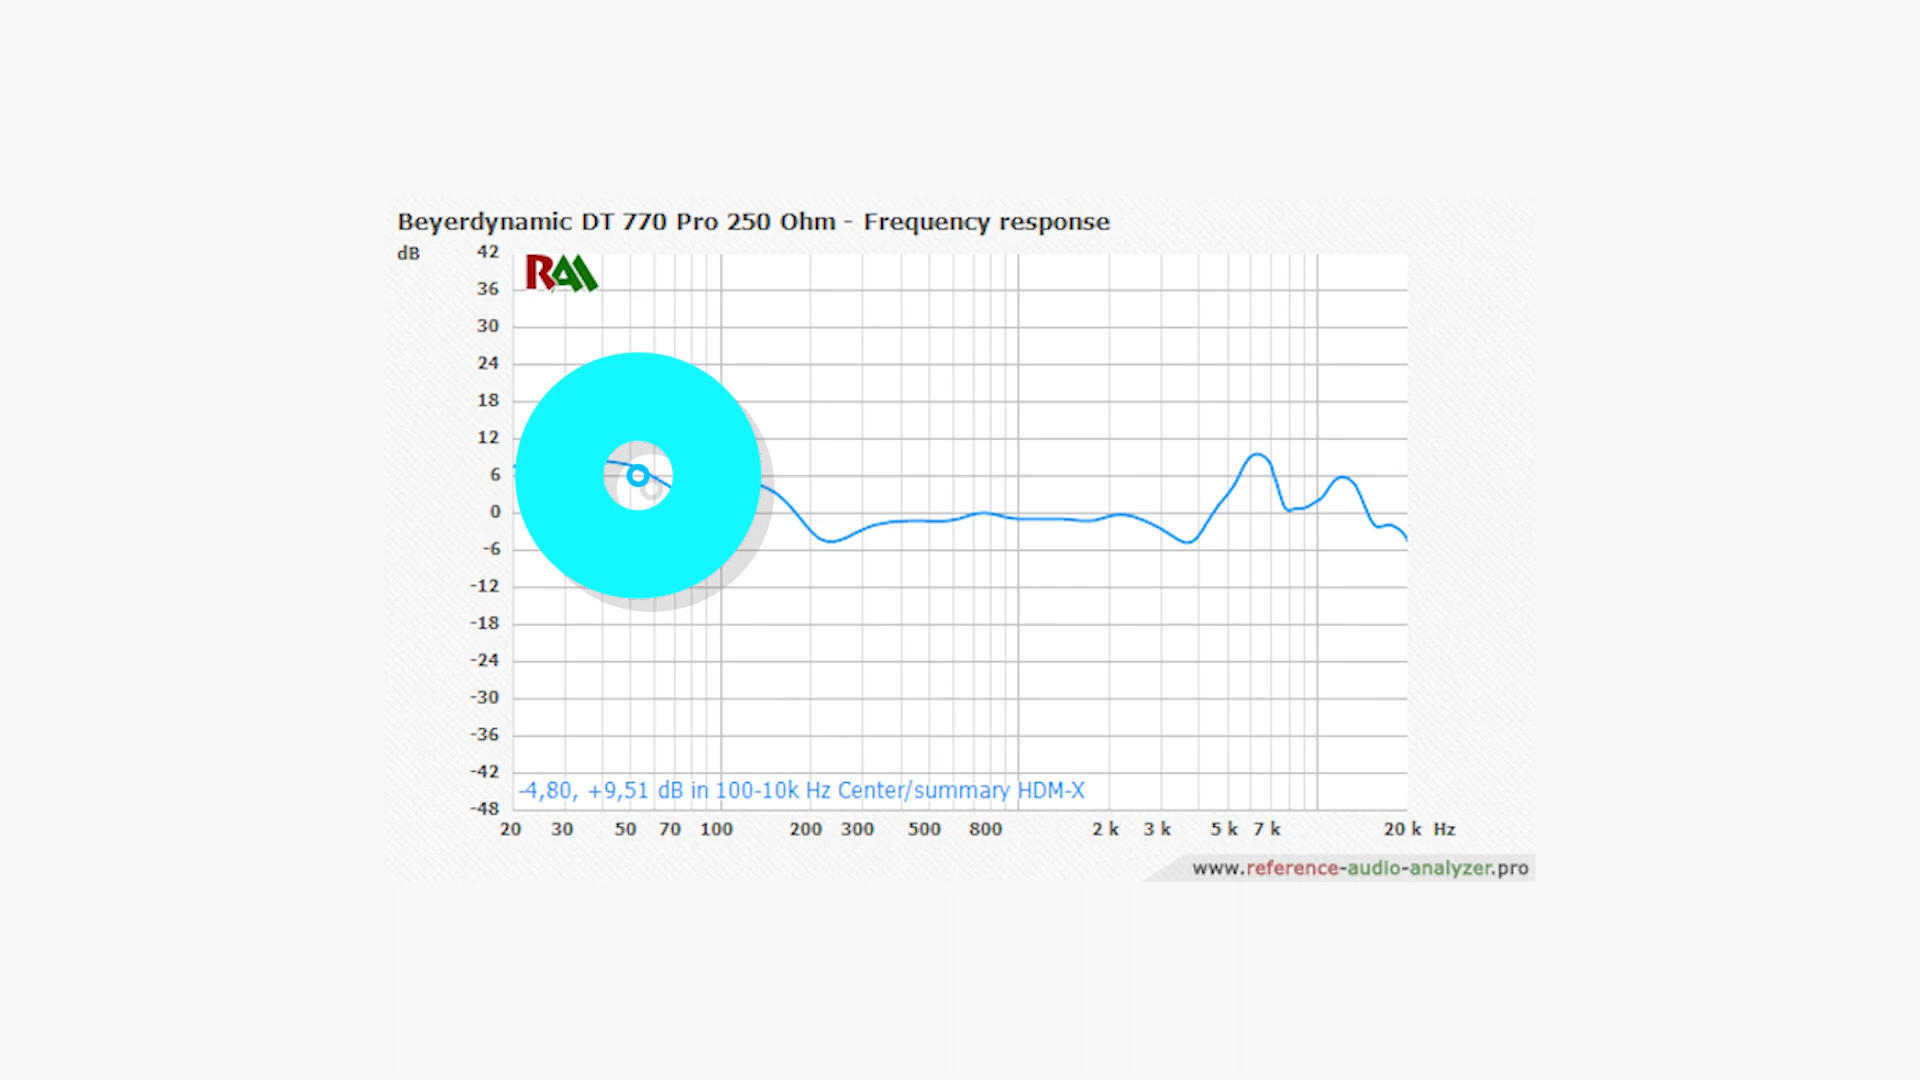 Beyerdynamic DT 770 Pro 250 Ohm - Frequency response
dB
42
RAA
36
30
24
18
12
6
0
-6
-12
-18
-24
-30
-36
-42
-4,80, +9,51 dB in 100-10k Hz Center/summary HDM-X
-48
20 30 50 70 100 200 300 500 800 2 k 3 k 5 k 7 k 20 k Hz
www.reference-audio-analyzer.pro